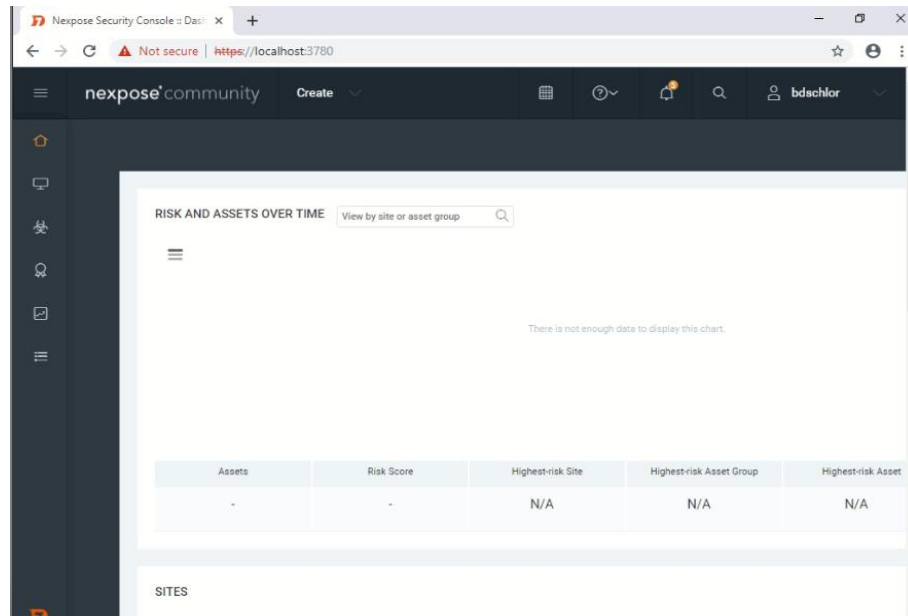 Nexpose Security Console :: Das
Not secure | https://localhost:3780
nexpose community Create bdschlor
RISK AND ASSETS OVER TIME View by site or asset group
There is not enough data to display this chart.
Assets Risk Score Highest-risk Site Highest-risk Asset Group Highest-risk Asset
- - N/A N/A N/A
SITES